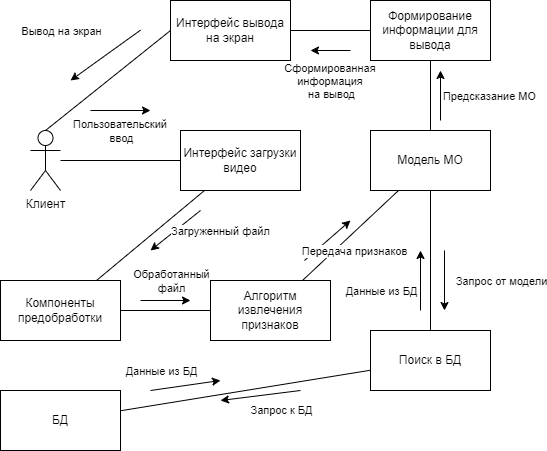 Вывод на экран
Интерфейс вывода
на экран
Формирование
информации для
вывода
Сформированная
информация
на вывод
Предсказание МО
Пользовательский
ввод
Интерфейс загрузки
видео
Модель МО
Клиент
Загруженный файл
Передача признаков
Обработанный
файл
Компоненты
предобработки
Алгоритм
извлечения
признаков
Данные из БД
Запрос от модели
Поиск в БД
Данные из БД
Запрос к БД
БД